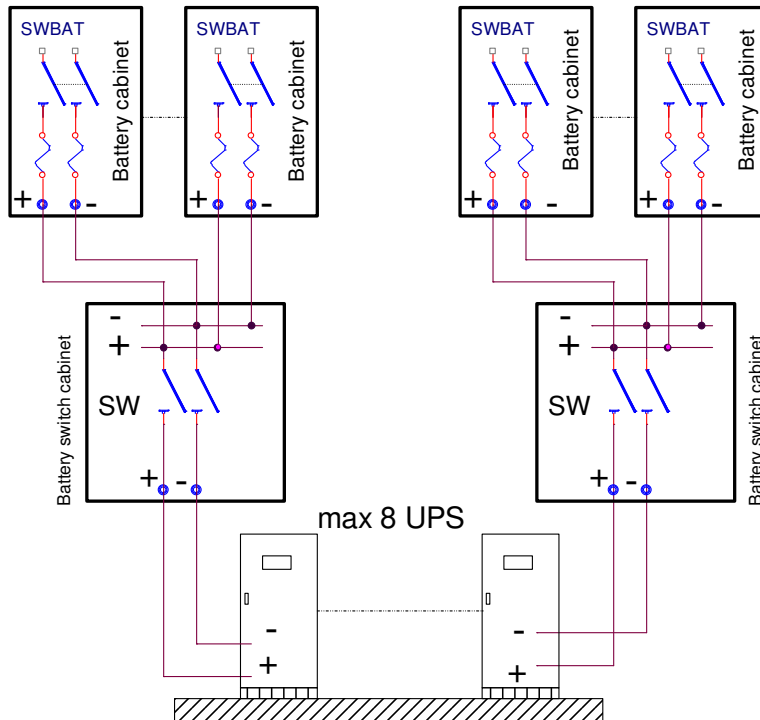 SWBAT
Battery cabinet
SWBAT
Battery cabinet
SWBAT
Battery cabinet
SWBAT
Battery cabinet
+ -
+ -
+ -
+ -
-
+
SW
Battery switch cabinet
+ -
-
+
SW
Battery switch cabinet
+ -
max 8 UPS
-
+
-
+